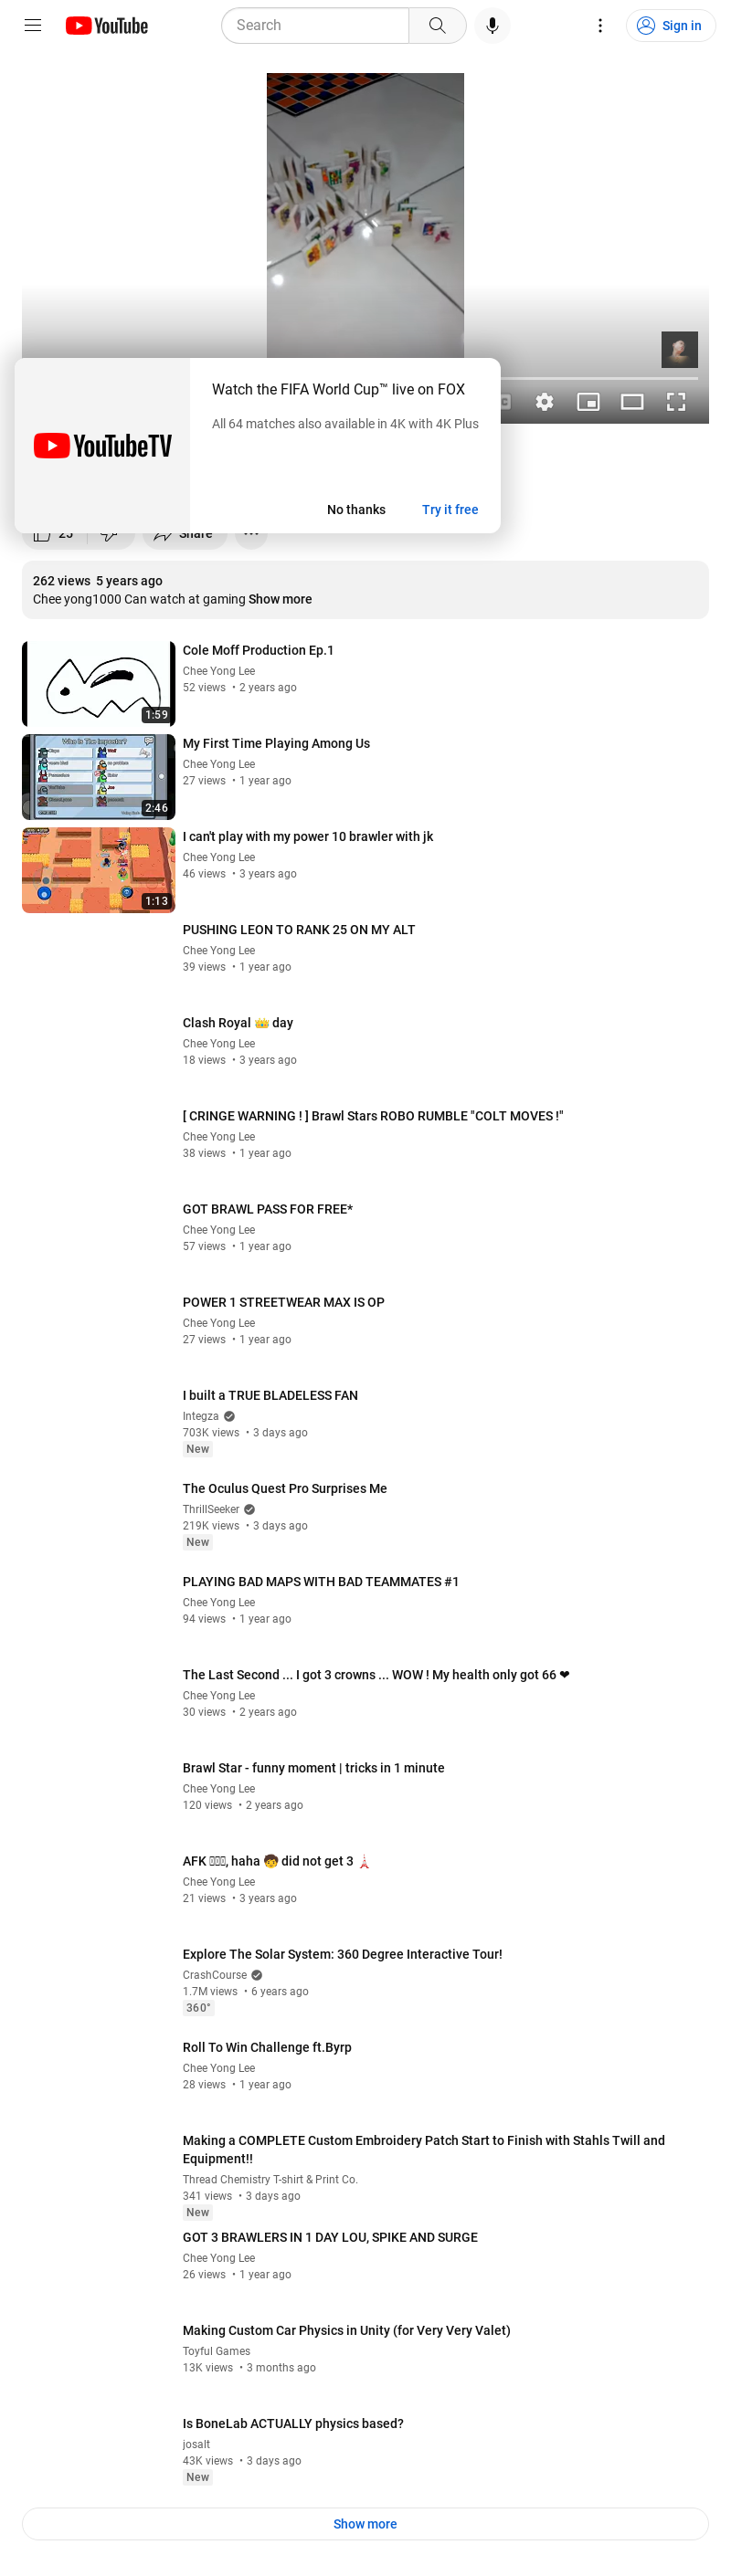 YouTube
Search
Sign in
Watch the FIFA World Cup™ live on FOX
All 64 matches also available in 4K with 4K Plus
YouTubeTV
No thanks
Try it free
25
Share
262 views 5 years ago
Chee yong1000 Can watch at gaming Show more
Cole Moff Production Ep.1
Chee Yong Lee
52 views • 2 years ago
1:59
My First Time Playing Among Us
Chee Yong Lee
27 views • 1 year ago
Who Is The Impostor?
2:46
I can't play with my power 10 brawler with jk
Chee Yong Lee
46 views • 3 years ago
1:13
PUSHING LEON TO RANK 25 ON MY ALT
Chee Yong Lee
39 views • 1 year ago
Clash Royal 👑 day
Chee Yong Lee
18 views • 3 years ago
[ CRINGE WARNING ! ] Brawl Stars ROBO RUMBLE "COLT MOVES !"
Chee Yong Lee
38 views • 1 year ago
GOT BRAWL PASS FOR FREE*
Chee Yong Lee
57 views • 1 year ago
POWER 1 STREETWEAR MAX IS OP
Chee Yong Lee
27 views • 1 year ago
I built a TRUE BLADELESS FAN
Integza
703K views • 3 days ago
New
The Oculus Quest Pro Surprises Me
ThrillSeeker
219K views • 3 days ago
New
PLAYING BAD MAPS WITH BAD TEAMMATES #1
Chee Yong Lee
94 views • 1 year ago
The Last Second ... I got 3 crowns ... WOW ! My health only got 66 ❤
Chee Yong Lee
30 views • 2 years ago
Brawl Star - funny moment | tricks in 1 minute
Chee Yong Lee
120 views • 2 years ago
AFK , haha 🧒 did not get 3 🗼
Chee Yong Lee
21 views • 3 years ago
Explore The Solar System: 360 Degree Interactive Tour!
CrashCourse
1.7M views • 6 years ago
360°
Roll To Win Challenge ft.Byrp
Chee Yong Lee
28 views • 1 year ago
Making a COMPLETE Custom Embroidery Patch Start to Finish with Stahls Twill and
Equipment!!
Thread Chemistry T-shirt & Print Co.
341 views • 3 days ago
New
GOT 3 BRAWLERS IN 1 DAY LOU, SPIKE AND SURGE
Chee Yong Lee
26 views • 1 year ago
Making Custom Car Physics in Unity (for Very Very Valet)
Toyful Games
13K views • 3 months ago
Is BoneLab ACTUALLY physics based?
josalt
43K views • 3 days ago
New
Show more